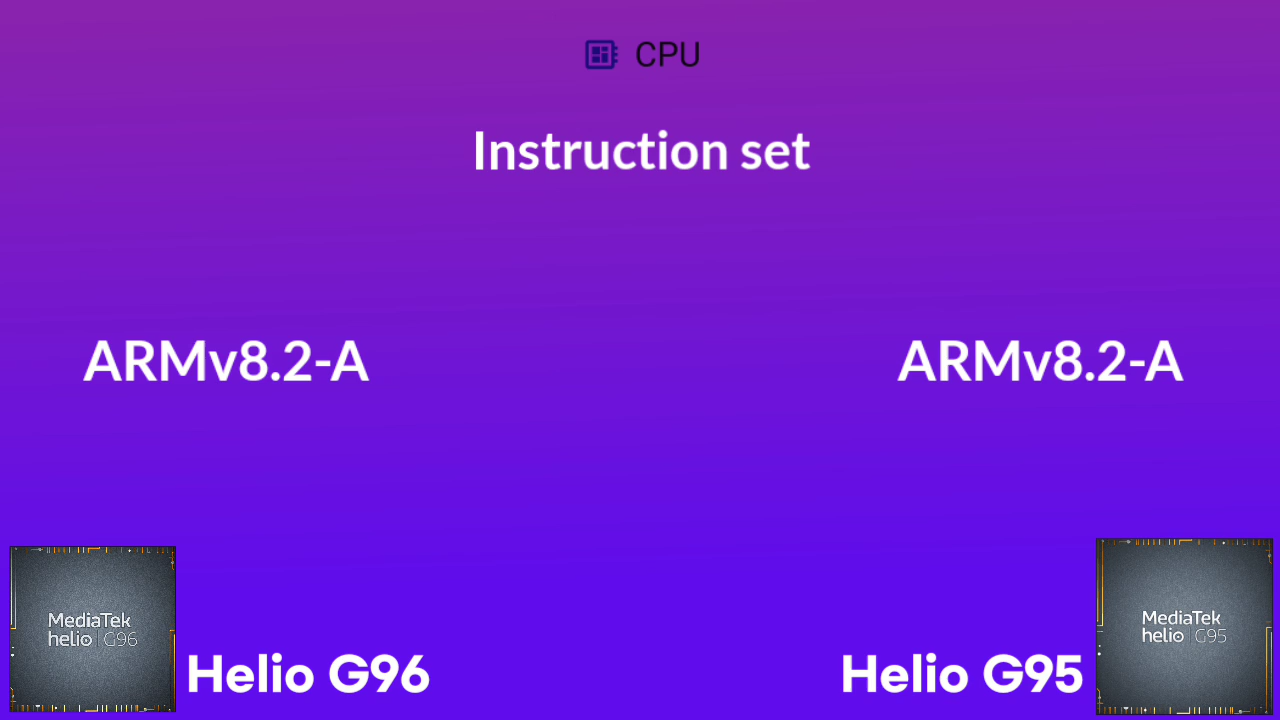 CPU
Instruction set
ARMv8.2-A
ARMv8.2-A
MediaTek
helio G96
Helio G96
Helio G95
MediaTek
helio G95